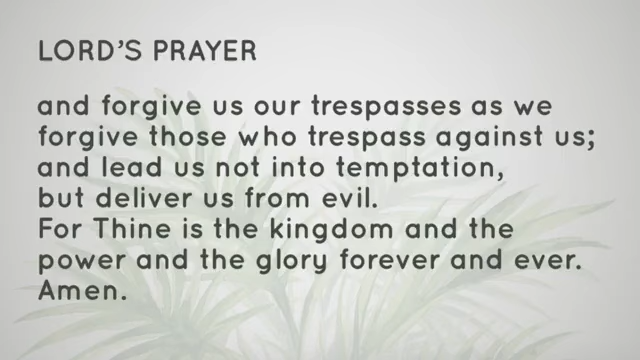 LORD'S PRAYER
and forgive us our trespasses as we
forgive those who trespass against us;
and lead us not into temptation,
but deliver us from evil.
For Thine is the kingdom and the
power and the glory forever and ever.
Amen.